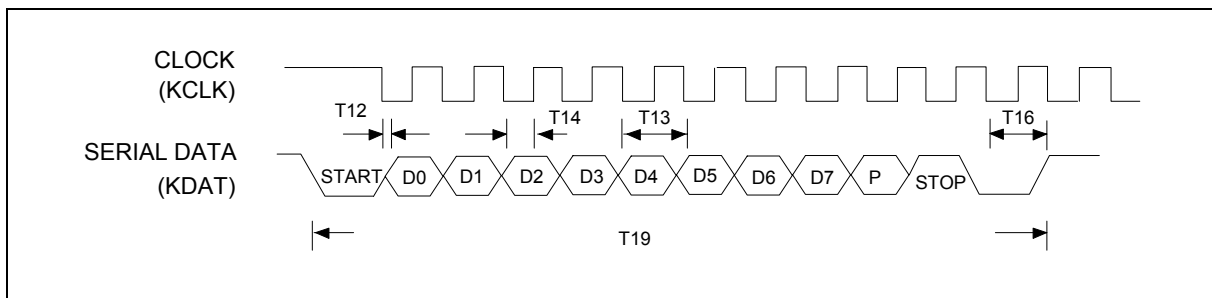 CLOCK
(KCLK)
T12
T14
T13
T16
SERIAL DATA
(KDAT)
START
D0
D1
D2
D3
D4
D5
D6
D7
P
STOP
T19